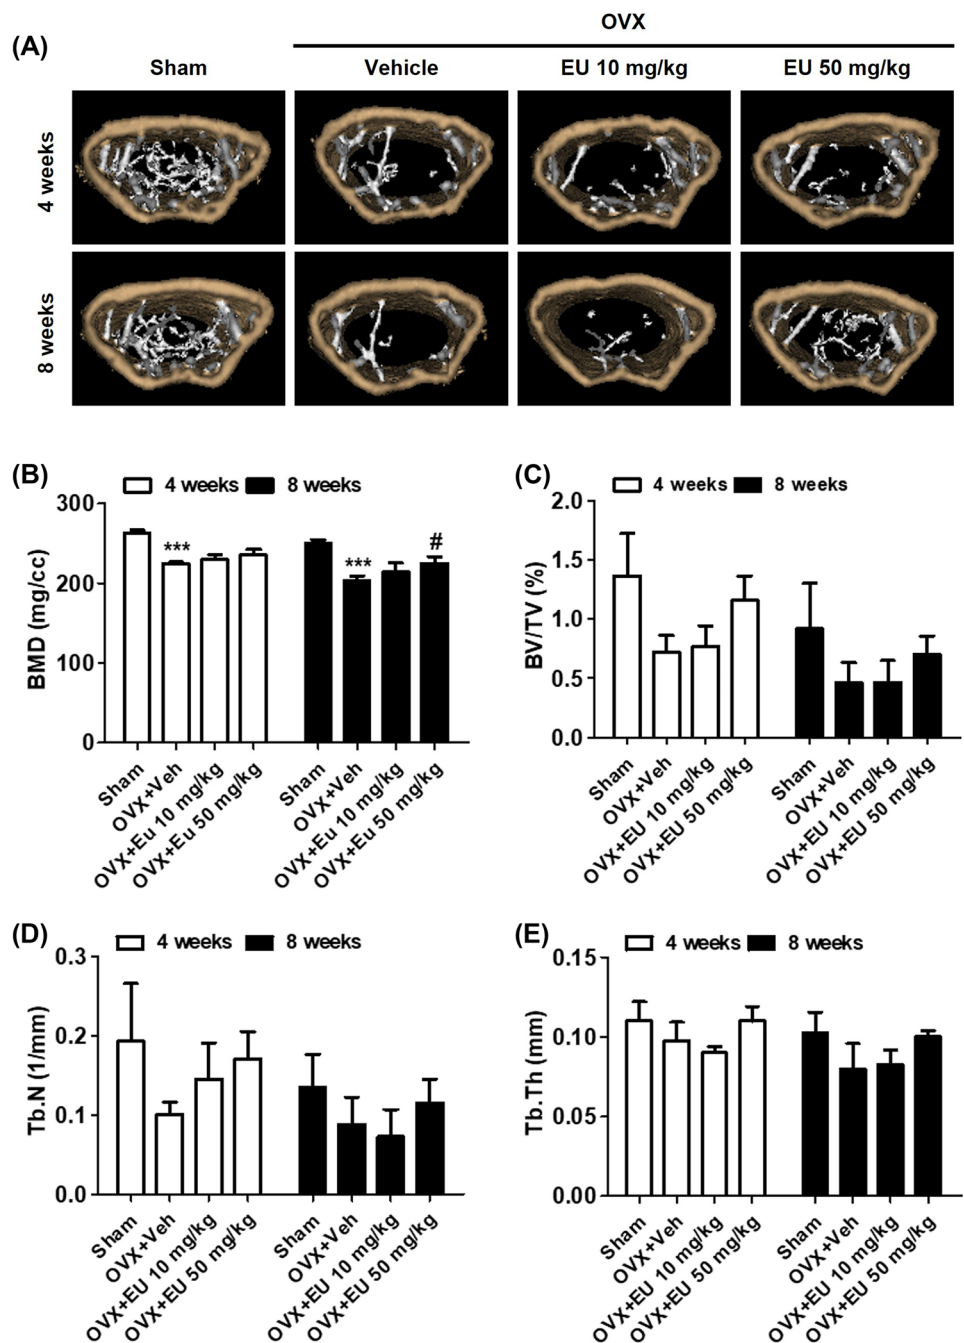 OVX
(A)
Sham Vehicle EU 10 mg/kg EU 50 mg/kg
4 weeks
8 weeks
(B)
4 weeks 8 weeks
BMD (mg/cc)
300
200
100
0
***
***
#
Sham
OVX+Veh
OVX+Eu 10 mg/kg
OVX+Eu 50 mg/kg
Sham
OVX+Veh
OVX+Eu 10 mg/kg
OVX+Eu 50 mg/kg
(C)
4 weeks 8 weeks
BV/TV (%)
2.0
1.5
1.0
0.5
0.0
Sham
OVX+Veh
OVX+EU 10 mg/kg
OVX+EU 50 mg/kg
Sham
OVX+Veh
OVX+EU 10 mg/kg
OVX+EU 50 mg/kg
(D)
4 weeks 8 weeks
Tb.N (1/mm)
0.3
0.2
0.1
0.0
Sham
OVX+Veh
OVX+EU 10 mg/kg
OVX+EU 50 mg/kg
Sham
OVX+Veh
OVX+EU 10 mg/kg
OVX+EU 50 mg/kg
(E)
4 weeks 8 weeks
Tb.Th (mm)
0.15
0.10
0.05
0.00
Sham
OVX+Veh
OVX+EU 10 mg/kg
OVX+EU 50 mg/kg
Sham
OVX+Veh
OVX+EU 10 mg/kg
OVX+EU 50 mg/kg